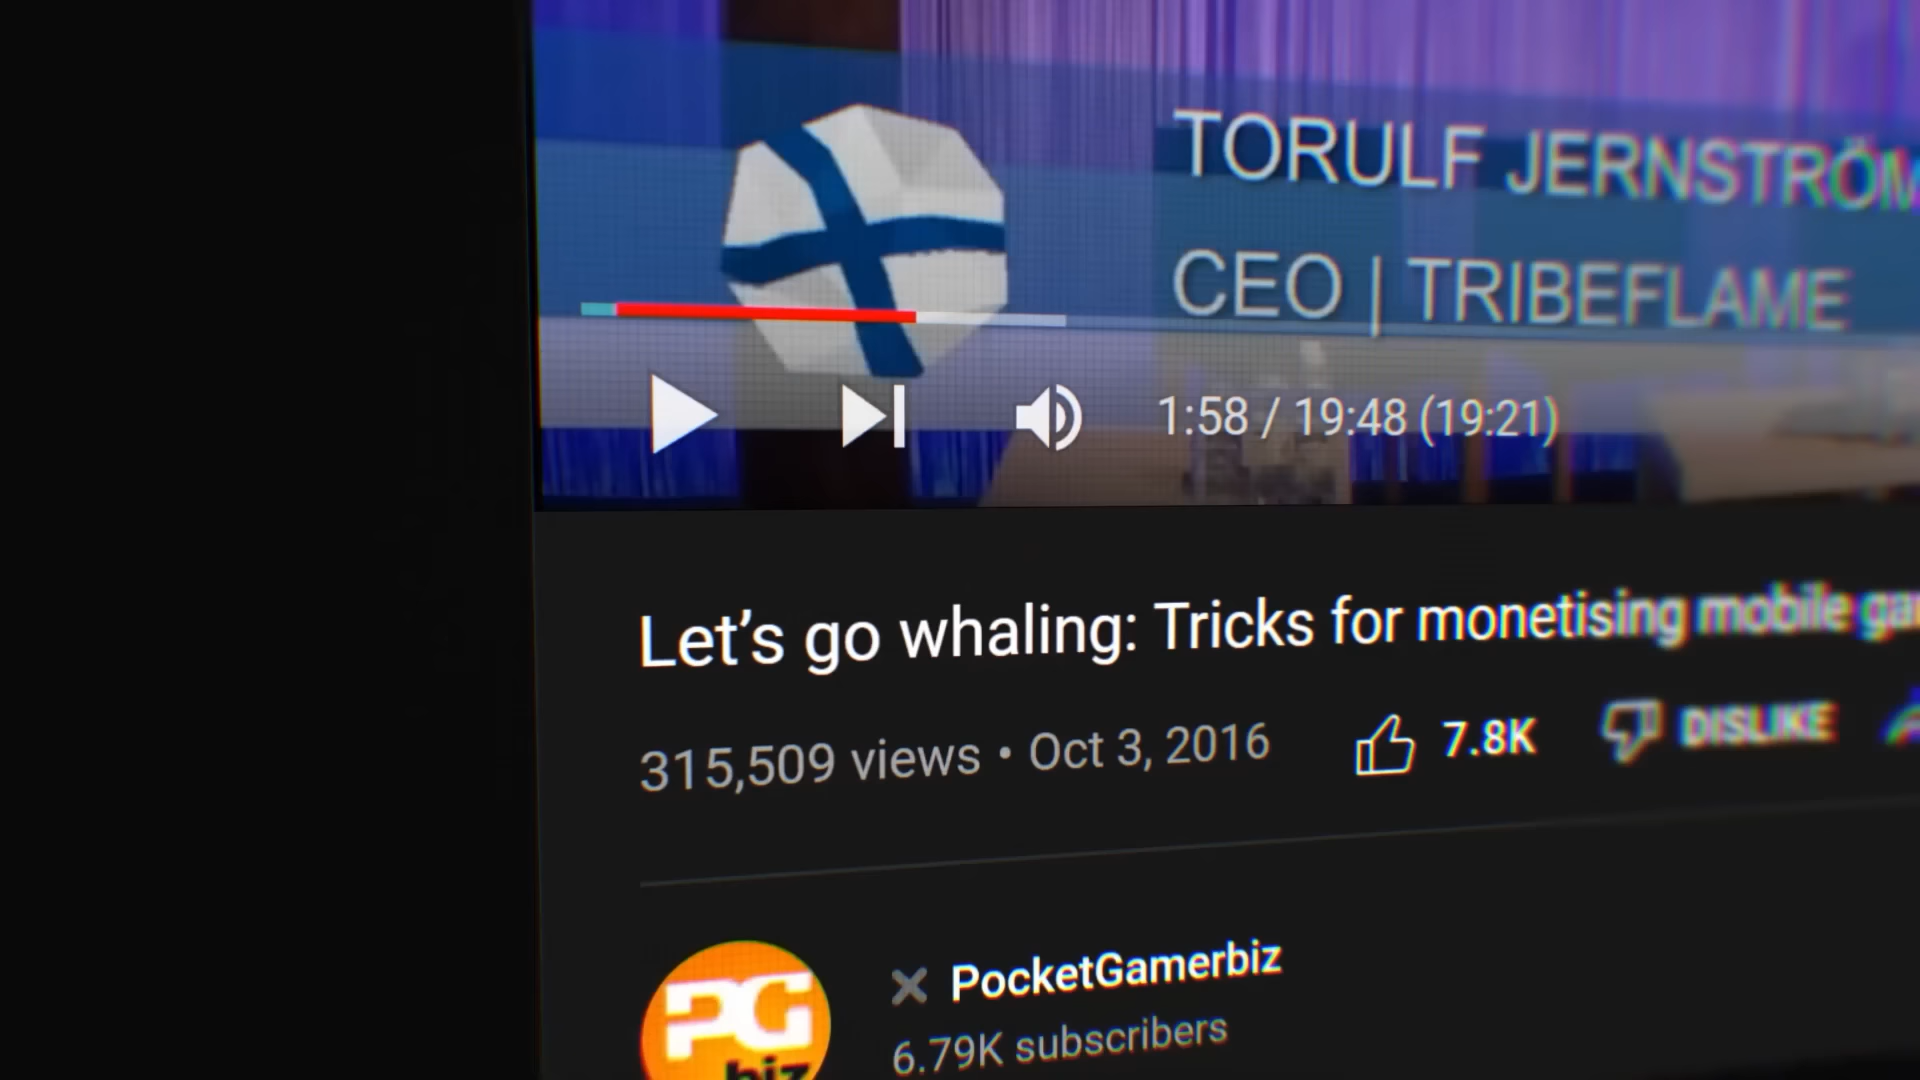 TORULF JERNSTRÖM
CEO | TRIBEFLAME
1:58 / 19:48 (19:21)
Let’s go whaling: Tricks for monetising mobile
315,509 views • Oct 3, 2016
7.8K
DISLIKE
PG
biz
PocketGamerbiz
6.79K subscribers